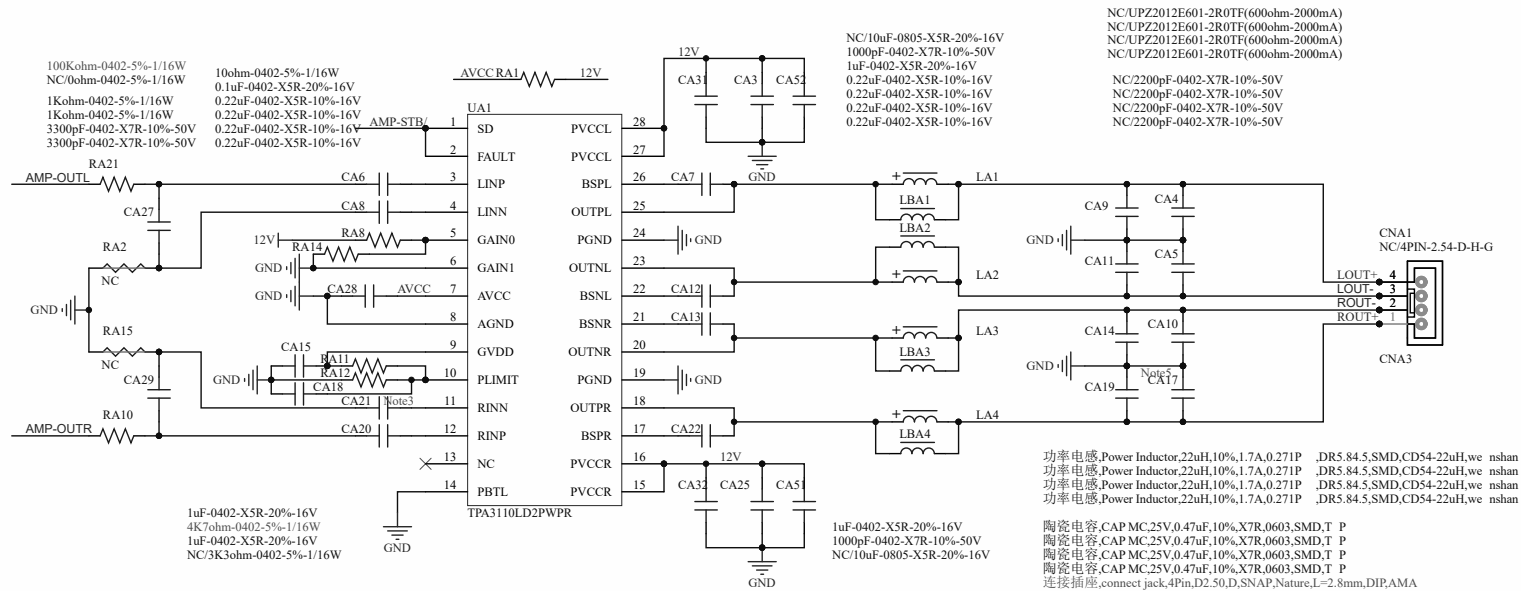 NC/UPZ2012E601-2R0TF(600ohm-2000mA)
NC/UPZ2012E601-2R0TF(600ohm-2000mA)
NC/UPZ2012E601-2R0TF(600ohm-2000mA)
NC/UPZ2012E601-2R0TF(600ohm-2000mA)
NC/2200pF-0402-X7R-10%-50V
NC/2200pF-0402-X7R-10%-50V
NC/2200pF-0402-X7R-10%-50V
NC/2200pF-0402-X7R-10%-50V
NC/10uF-0805-X5R-20%-16V
1000pF-0402-X7R-10%-50V
1uF-0402-X5R-20%-16V
0.22uF-0402-X5R-10%-16V
0.22uF-0402-X5R-10%-16V
0.22uF-0402-X5R-10%-16V
0.22uF-0402-X5R-10%-16V
100Kohm-0402-5%-1/16W
NC/0ohm-0402-5%-1/16W
1Kohm-0402-5%-1/16W
1Kohm-0402-5%-1/16W
3300pF-0402-X7R-10%-50V
3300pF-0402-X7R-10%-50V
10ohm-0402-5%-1/16W
0.1uF-0402-X5R-20%-16V
0.22uF-0402-X5R-10%-16V
0.22uF-0402-X5R-10%-16V
0.22uF-0402-X5R-10%-16V
0.22uF-0402-X5R-10%-16V
AVCC RA1 12V
12V
CA31 CA3 CA52
GND
UA1
AMP-STB/
1 SD PVCCL 28
2 FAULT PVCCL 27
3 LINP BSPL 26
4 LINN OUTPL 25
5 GAIN0 PGND 24
6 GAIN1 OUTNL 23
7 AVCC BSNL 22
8 AGND BSNR 21
9 GVDD OUTNR 20
10 PLIMIT PGND 19
11 RINN OUTPR 18
12 RINP BSPR 17
13 NC PVCCR 16
14 PBTL PVCCR 15
TPA3110LD2PWPR
RA21
AMP-OUTL
CA6
CA27
CA8
RA2
NC
12V RA8
RA14
GND
GND CA28 AVCC
GND
RA15
NC
CA15 RA11
RA12
GND
CA18
CA29
CA21 Note3
RA10
AMP-OUTR
CA20
GND
CA7
GND
CA12
CA13
GND
CA22
12V
CA32 CA25 CA51
GND
+
LBA1
LA1
LBA2
+
LA2
+
LBA3
LA3
+
LBA4
LA4
CA9 CA4
GND
CA11 CA5
CA14 CA10
GND
Note5
CA19 CA17
CNA1
NC/4PIN-2.54-D-H-G
LOUT+ 4
LOUT- 3
ROUT- 2
ROUT+ 1
CNA3
1uF-0402-X5R-20%-16V
4K7ohm-0402-5%-1/16W
1uF-0402-X5R-20%-16V
NC/3K3ohm-0402-5%-1/16W
1uF-0402-X5R-20%-16V
1000pF-0402-X7R-10%-50V
NC/10uF-0805-X5R-20%-16V
功率电感,Power Inductor,22uH,10%,1.7A,0.271P ,DR5.84.5,SMD,CD54-22uH,we nshan
功率电感,Power Inductor,22uH,10%,1.7A,0.271P ,DR5.84.5,SMD,CD54-22uH,we nshan
功率电感,Power Inductor,22uH,10%,1.7A,0.271P ,DR5.84.5,SMD,CD54-22uH,we nshan
功率电感,Power Inductor,22uH,10%,1.7A,0.271P ,DR5.84.5,SMD,CD54-22uH,we nshan
陶瓷电容,CAP MC,25V,0.47uF,10%,X7R,0603,SMD,T P
陶瓷电容,CAP MC,25V,0.47uF,10%,X7R,0603,SMD,T P
陶瓷电容,CAP MC,25V,0.47uF,10%,X7R,0603,SMD,T P
陶瓷电容,CAP MC,25V,0.47uF,10%,X7R,0603,SMD,T P
连接插座,connect jack,4Pin,D2.50,D,SNAP,Nature,L=2.8mm,DIP,AMA